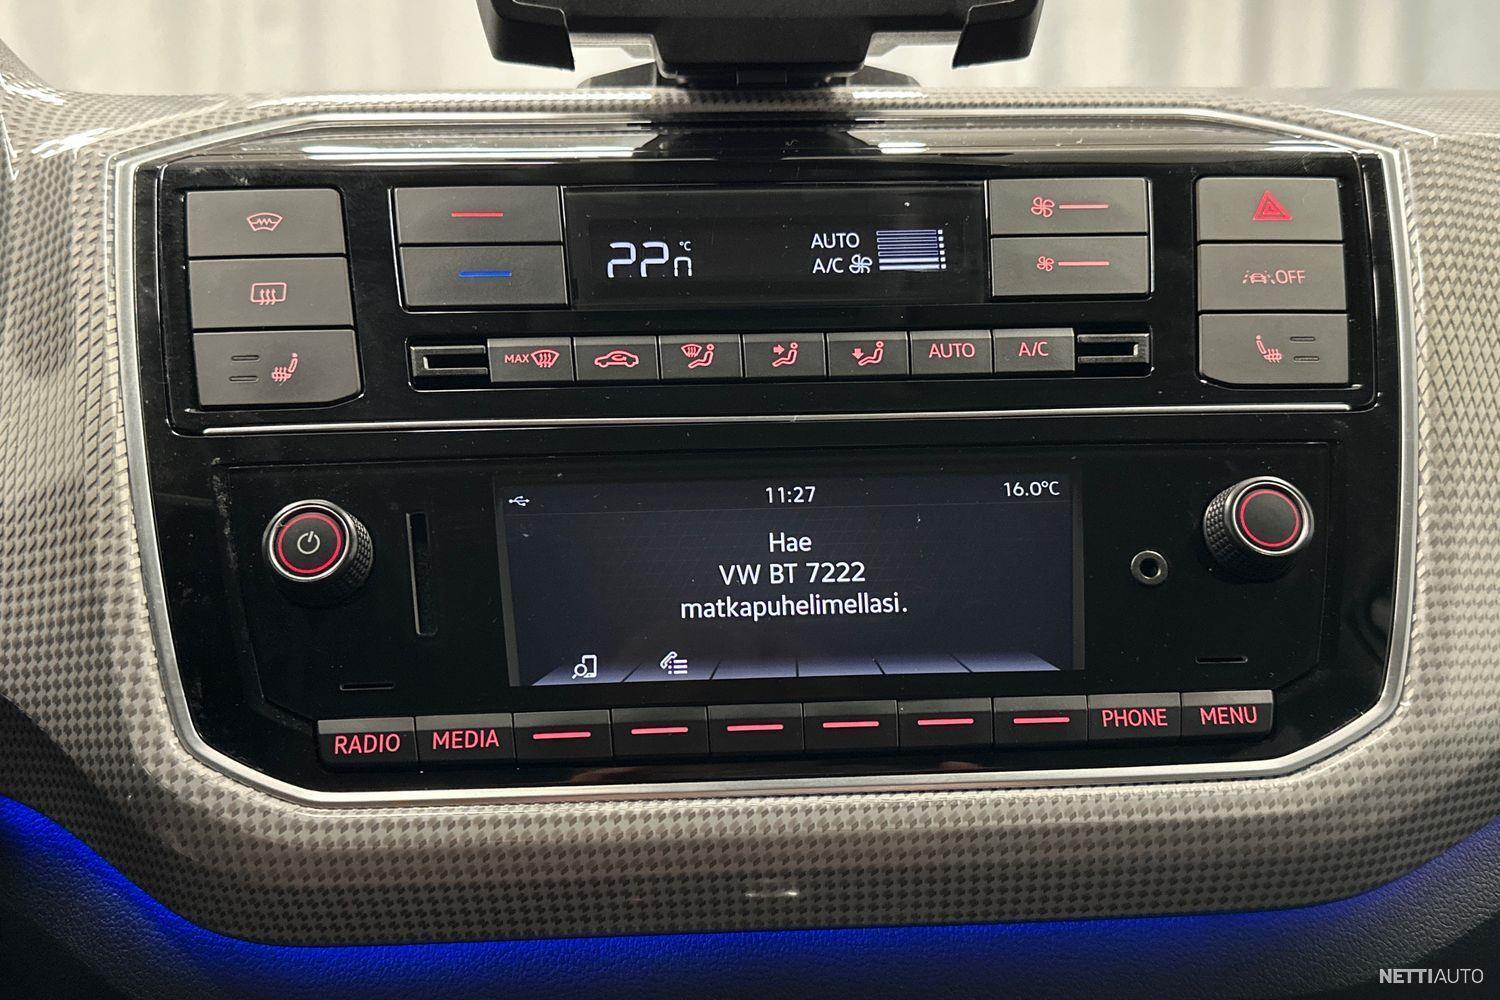 22.0 °C
AUTO
A/C
OFF
MAX
AUTO
A/C
11:27
16.0°C
Hae
VW BT 7222
matkapuhelimellasi.
RADIO
MEDIA
PHONE
MENU
NETTIAUTO